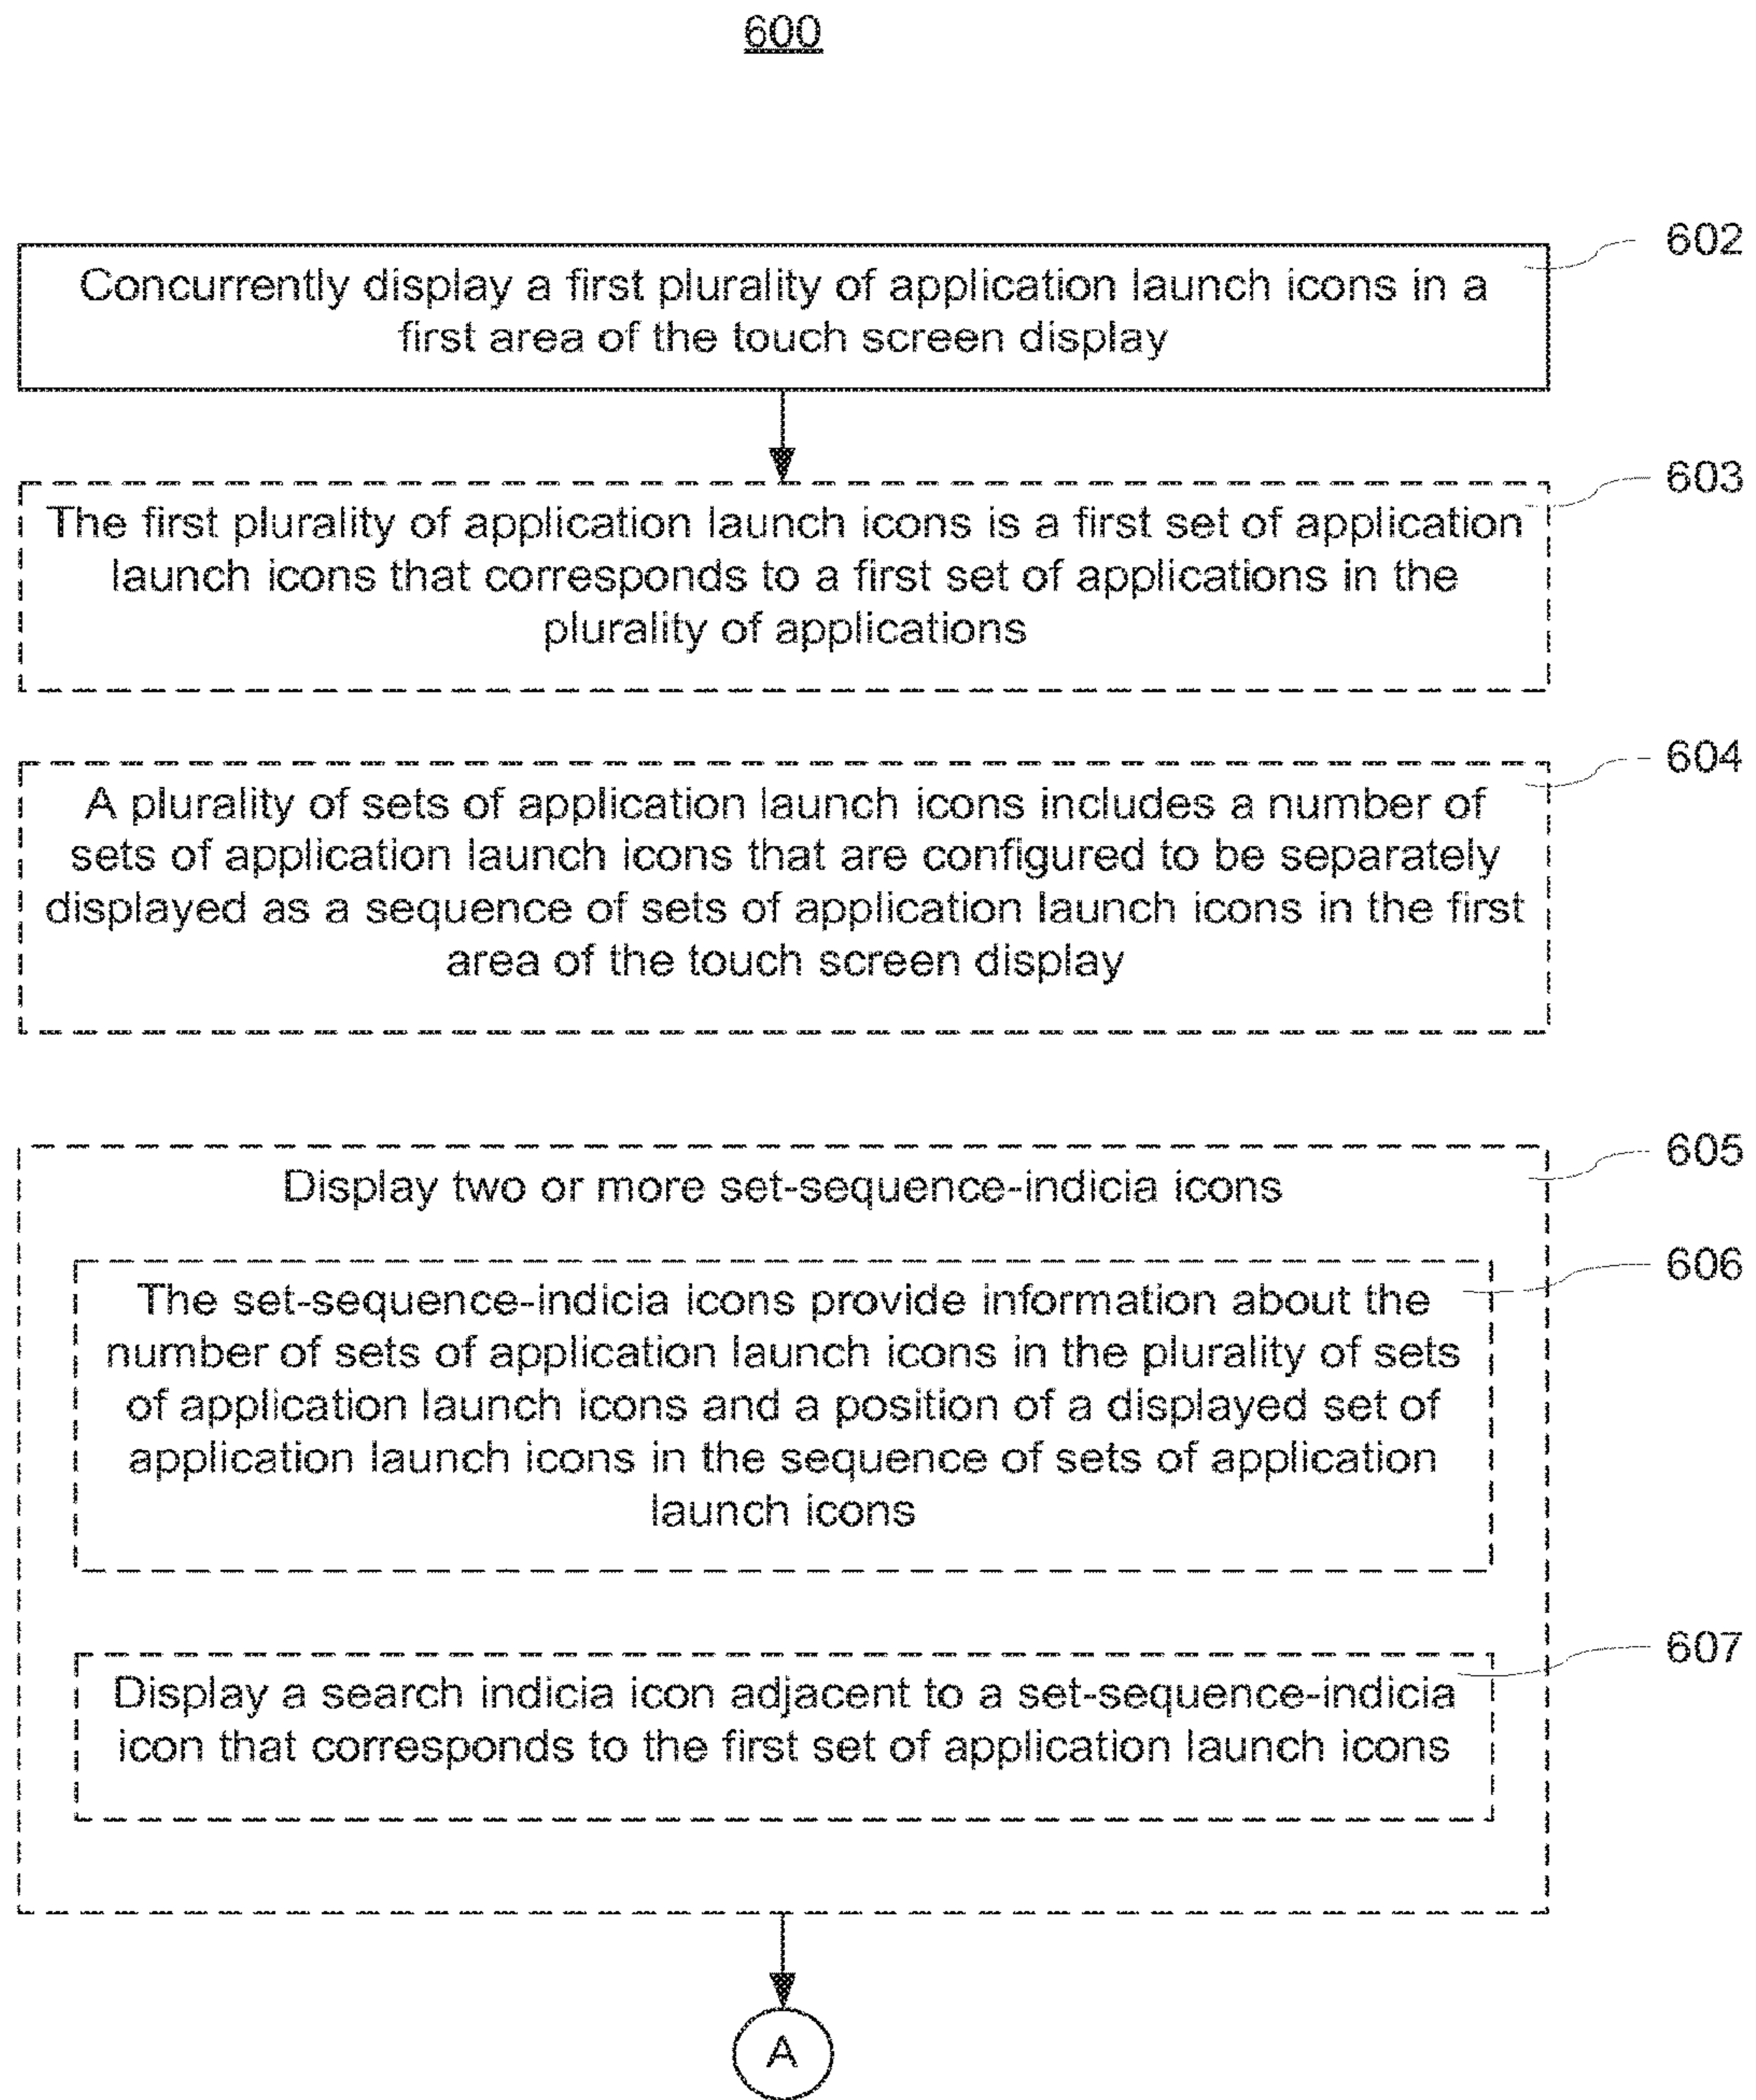 600
602
Concurrently display a first plurality of application launch icons in a
first area of the touch screen display
603
The first plurality of application launch icons is a first set of application
launch icons that corresponds to a first set of applications in the
plurality of applications
604
A plurality of sets of application launch icons includes a number of
sets of application launch icons that are configured to be separately
displayed as a sequence of sets of application launch icons in the first
area of the touch screen display
605
Display two or more set-sequence-indicia icons
606
The set-sequence-indicia icons provide information about the
number of sets of application launch icons in the plurality of sets
of application launch icons and a position of a displayed set of
application launch icons in the sequence of sets of application
launch icons
607
Display a search indicia icon adjacent to a set-sequence-indicia
icon that corresponds to the first set of application launch icons
A